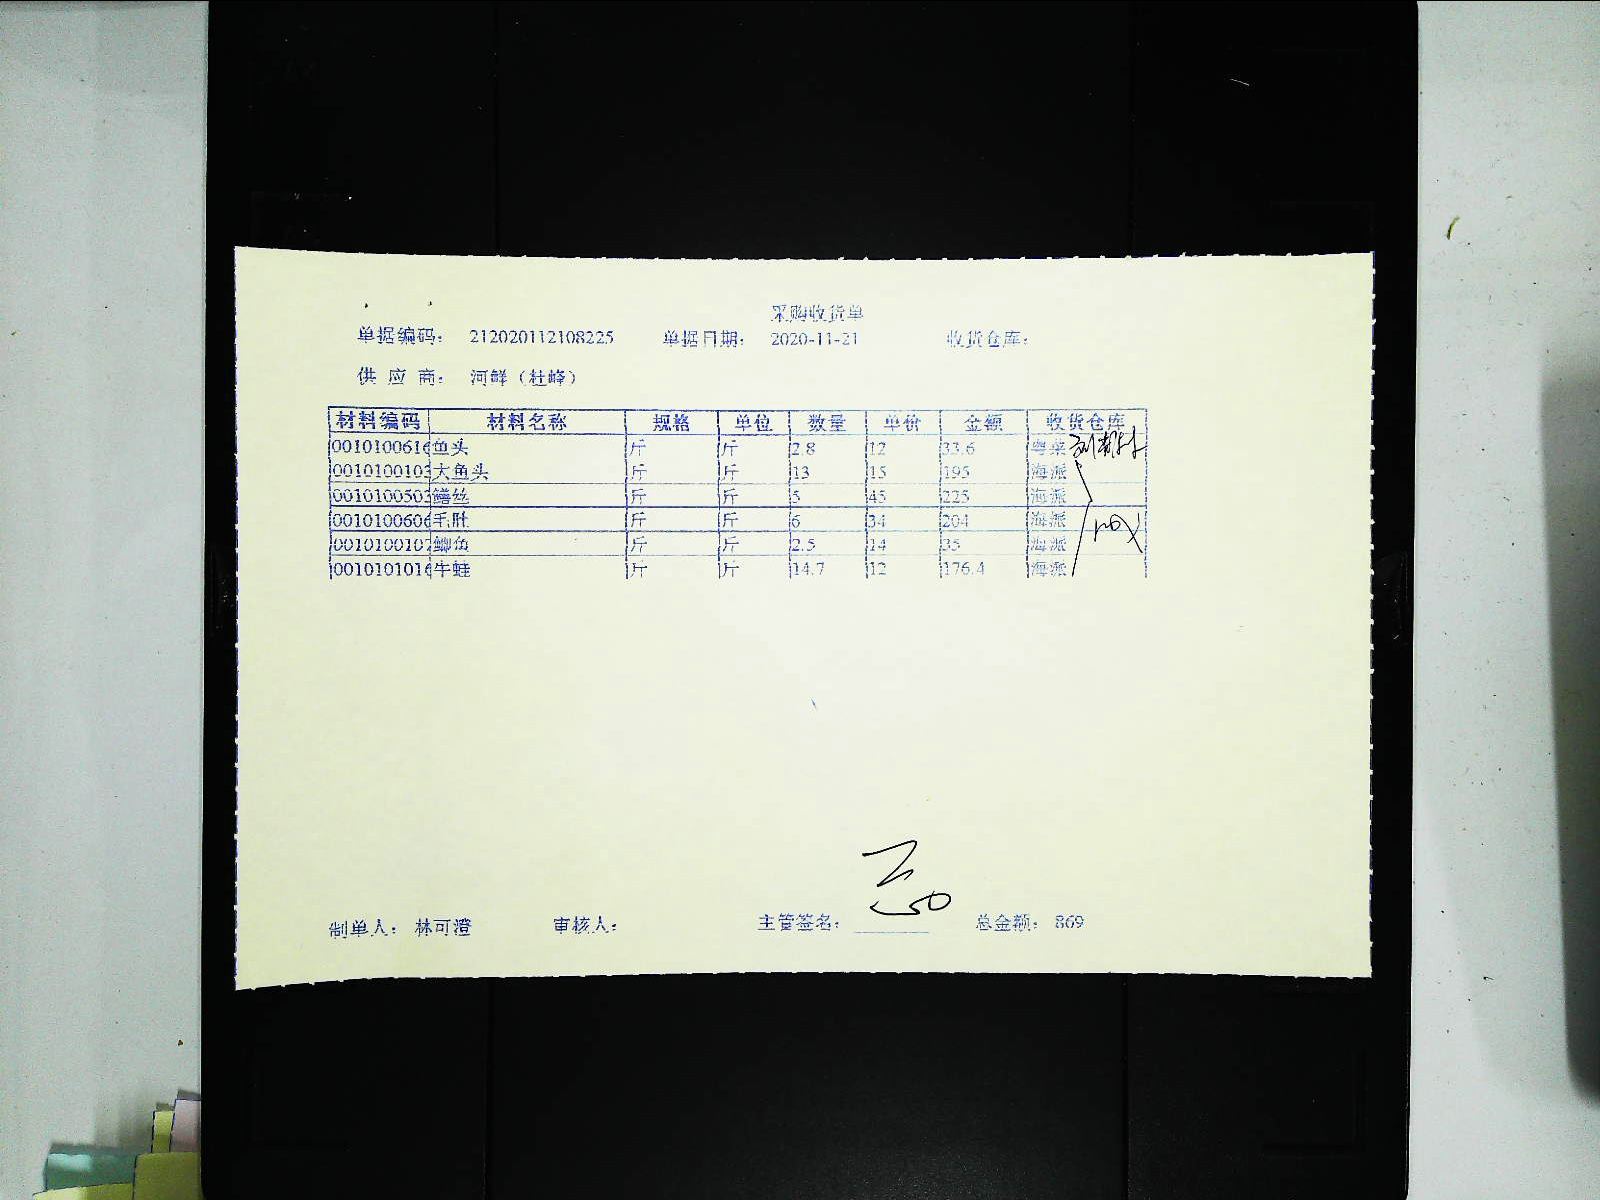 采购收货单
单据编码： 212020112108225 单据日期： 2020-11-21 收货仓库：
供 应 商： 河鲜（杜峰）
材料编码 材料名称 规格 单位 数量 单价 金额 收货仓库
001010061 鱼头 斤 斤 2.8 12 33.6 粤菜
001010010 大鱼头 斤 斤 13 15 195 海派
001010050 鳝丝 斤 斤 5 45 225 海派
001010060 毛肚 斤 斤 6 34 204 海派
001010010 鲫鱼 斤 斤 2.5 14 35 海派
001010101 牛蛙 斤 斤 14.7 12 176.4 海派
制单人： 林可澄 审核人： 主管签名： 总金额： 869